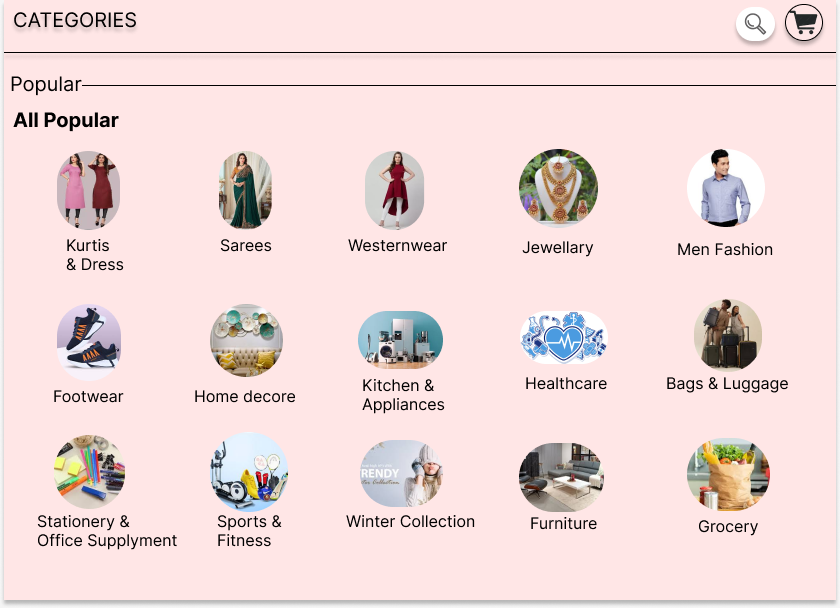 CATEGORIES
Popular
All Popular
Kurtis
& Dress
Sarees
Westernwear
Jewellary
Men Fashion
Footwear
Home decore
Kitchen &
Appliances
Healthcare
Bags & Luggage
Stationery &
Office Supplyment
Sports &
Fitness
RENDY
Winter Collection
Furniture
Grocery